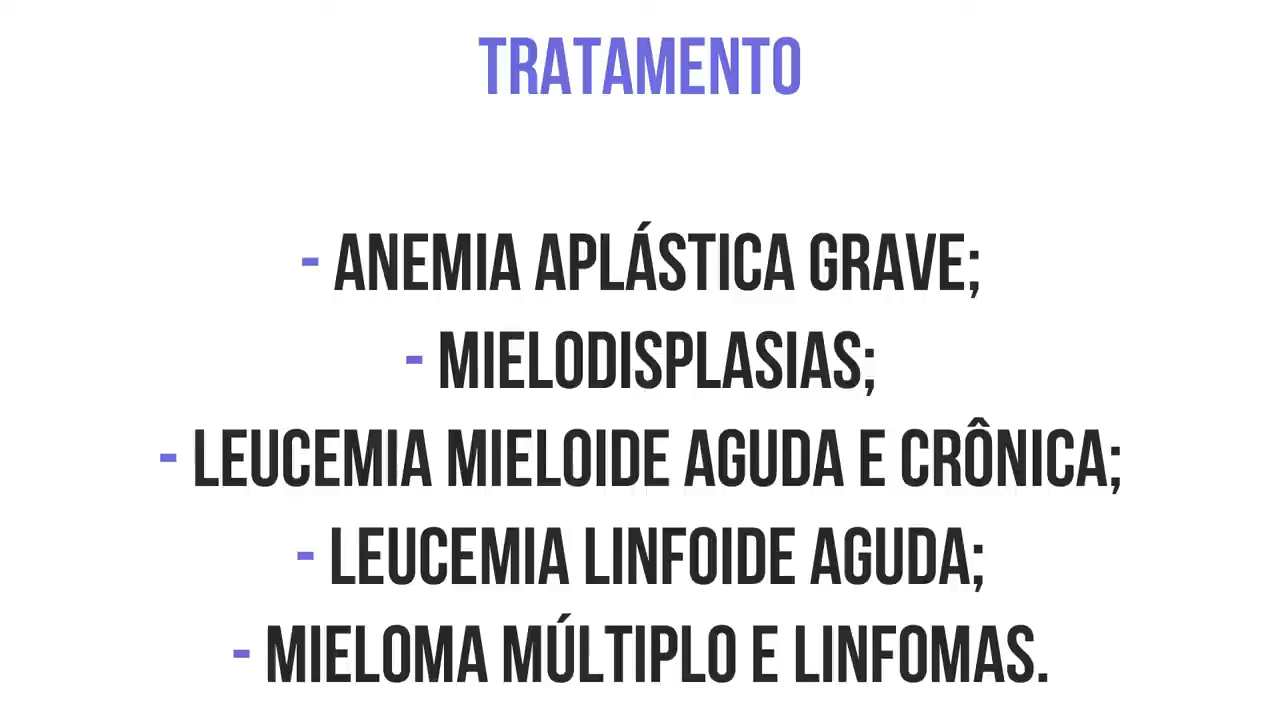 TRATAMENTO
- ANEMIA APLÁSTICA GRAVE;
- MIELODISPLASIAS;
- LEUCEMIA MIELOIDE AGUDA E CRÔNICA;
- LEUCEMIA LINFOIDE AGUDA;
- MIELOMA MÚLTIPLO E LINFOMAS.